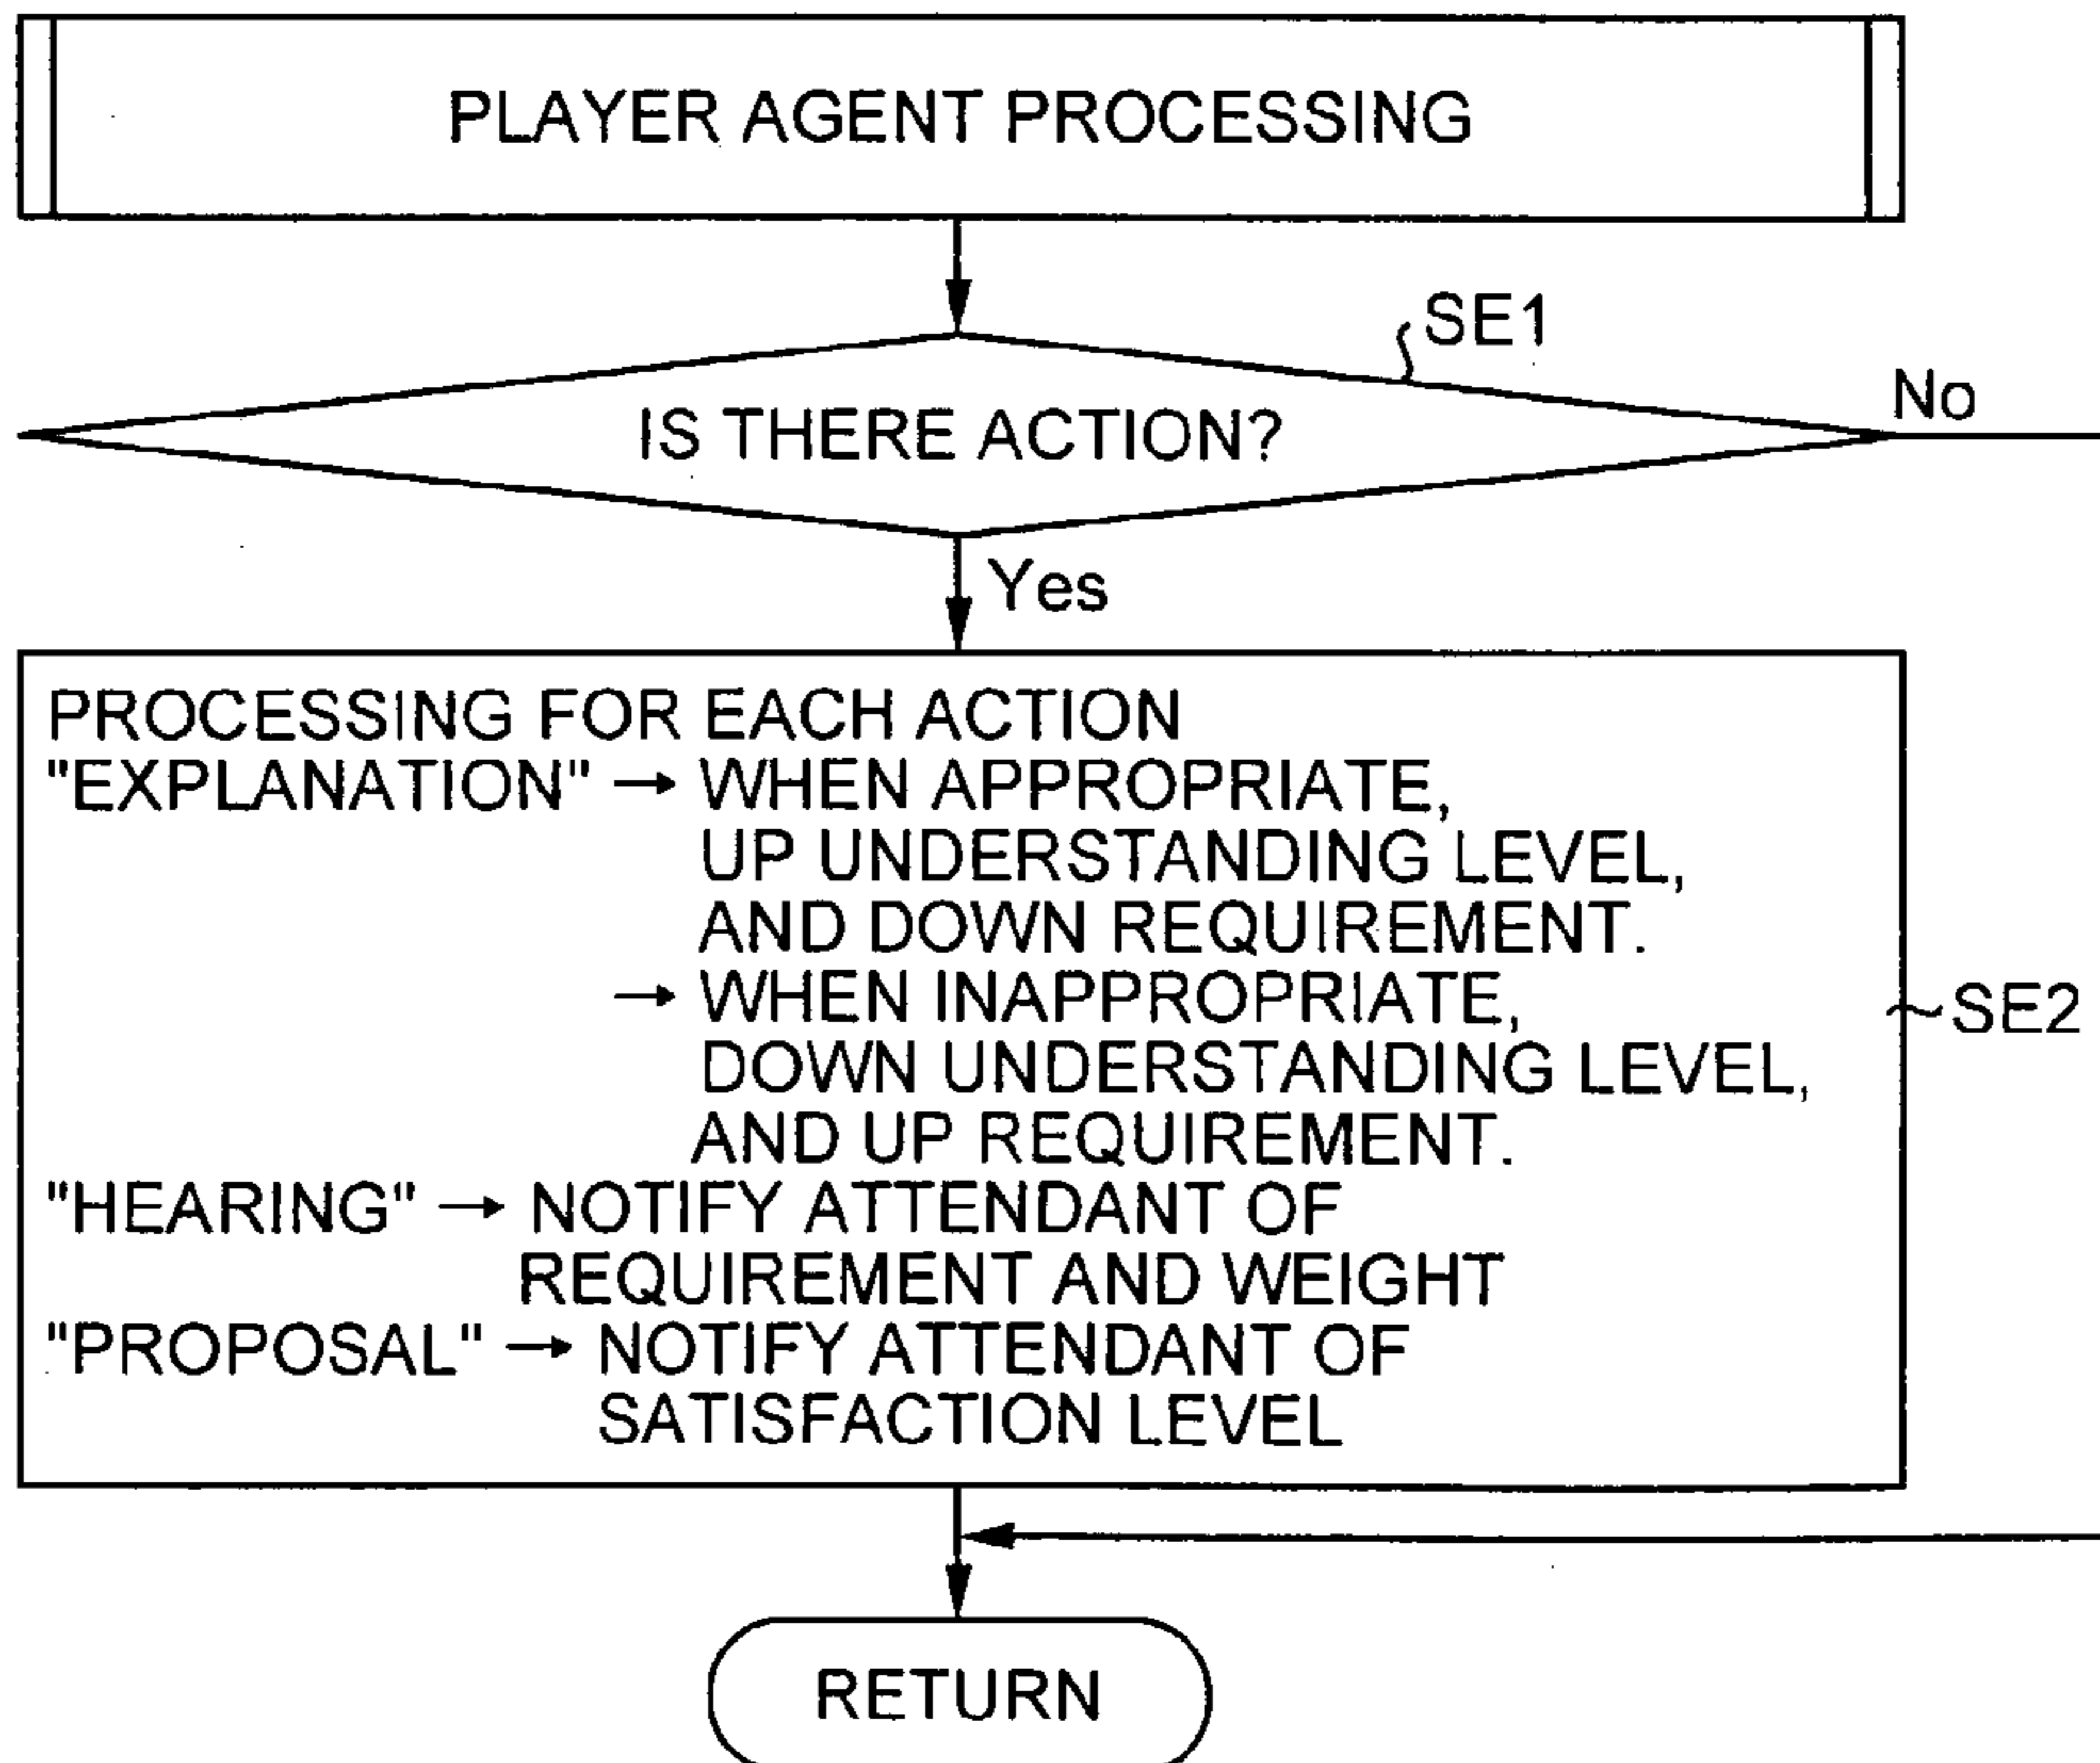 PLAYER AGENT PROCESSING
SE1
IS THERE ACTION?
No
Yes
PROCESSING FOR EACH ACTION
"EXPLANATION" → WHEN APPROPRIATE,
UP UNDERSTANDING LEVEL,
AND DOWN REQUIREMENT.
→ WHEN INAPPROPRIATE,
DOWN UNDERSTANDING LEVEL,
AND UP REQUIREMENT.
"HEARING" → NOTIFY ATTENDANT OF
REQUIREMENT AND WEIGHT
"PROPOSAL" → NOTIFY ATTENDANT OF
SATISFACTION LEVEL
SE2
RETURN